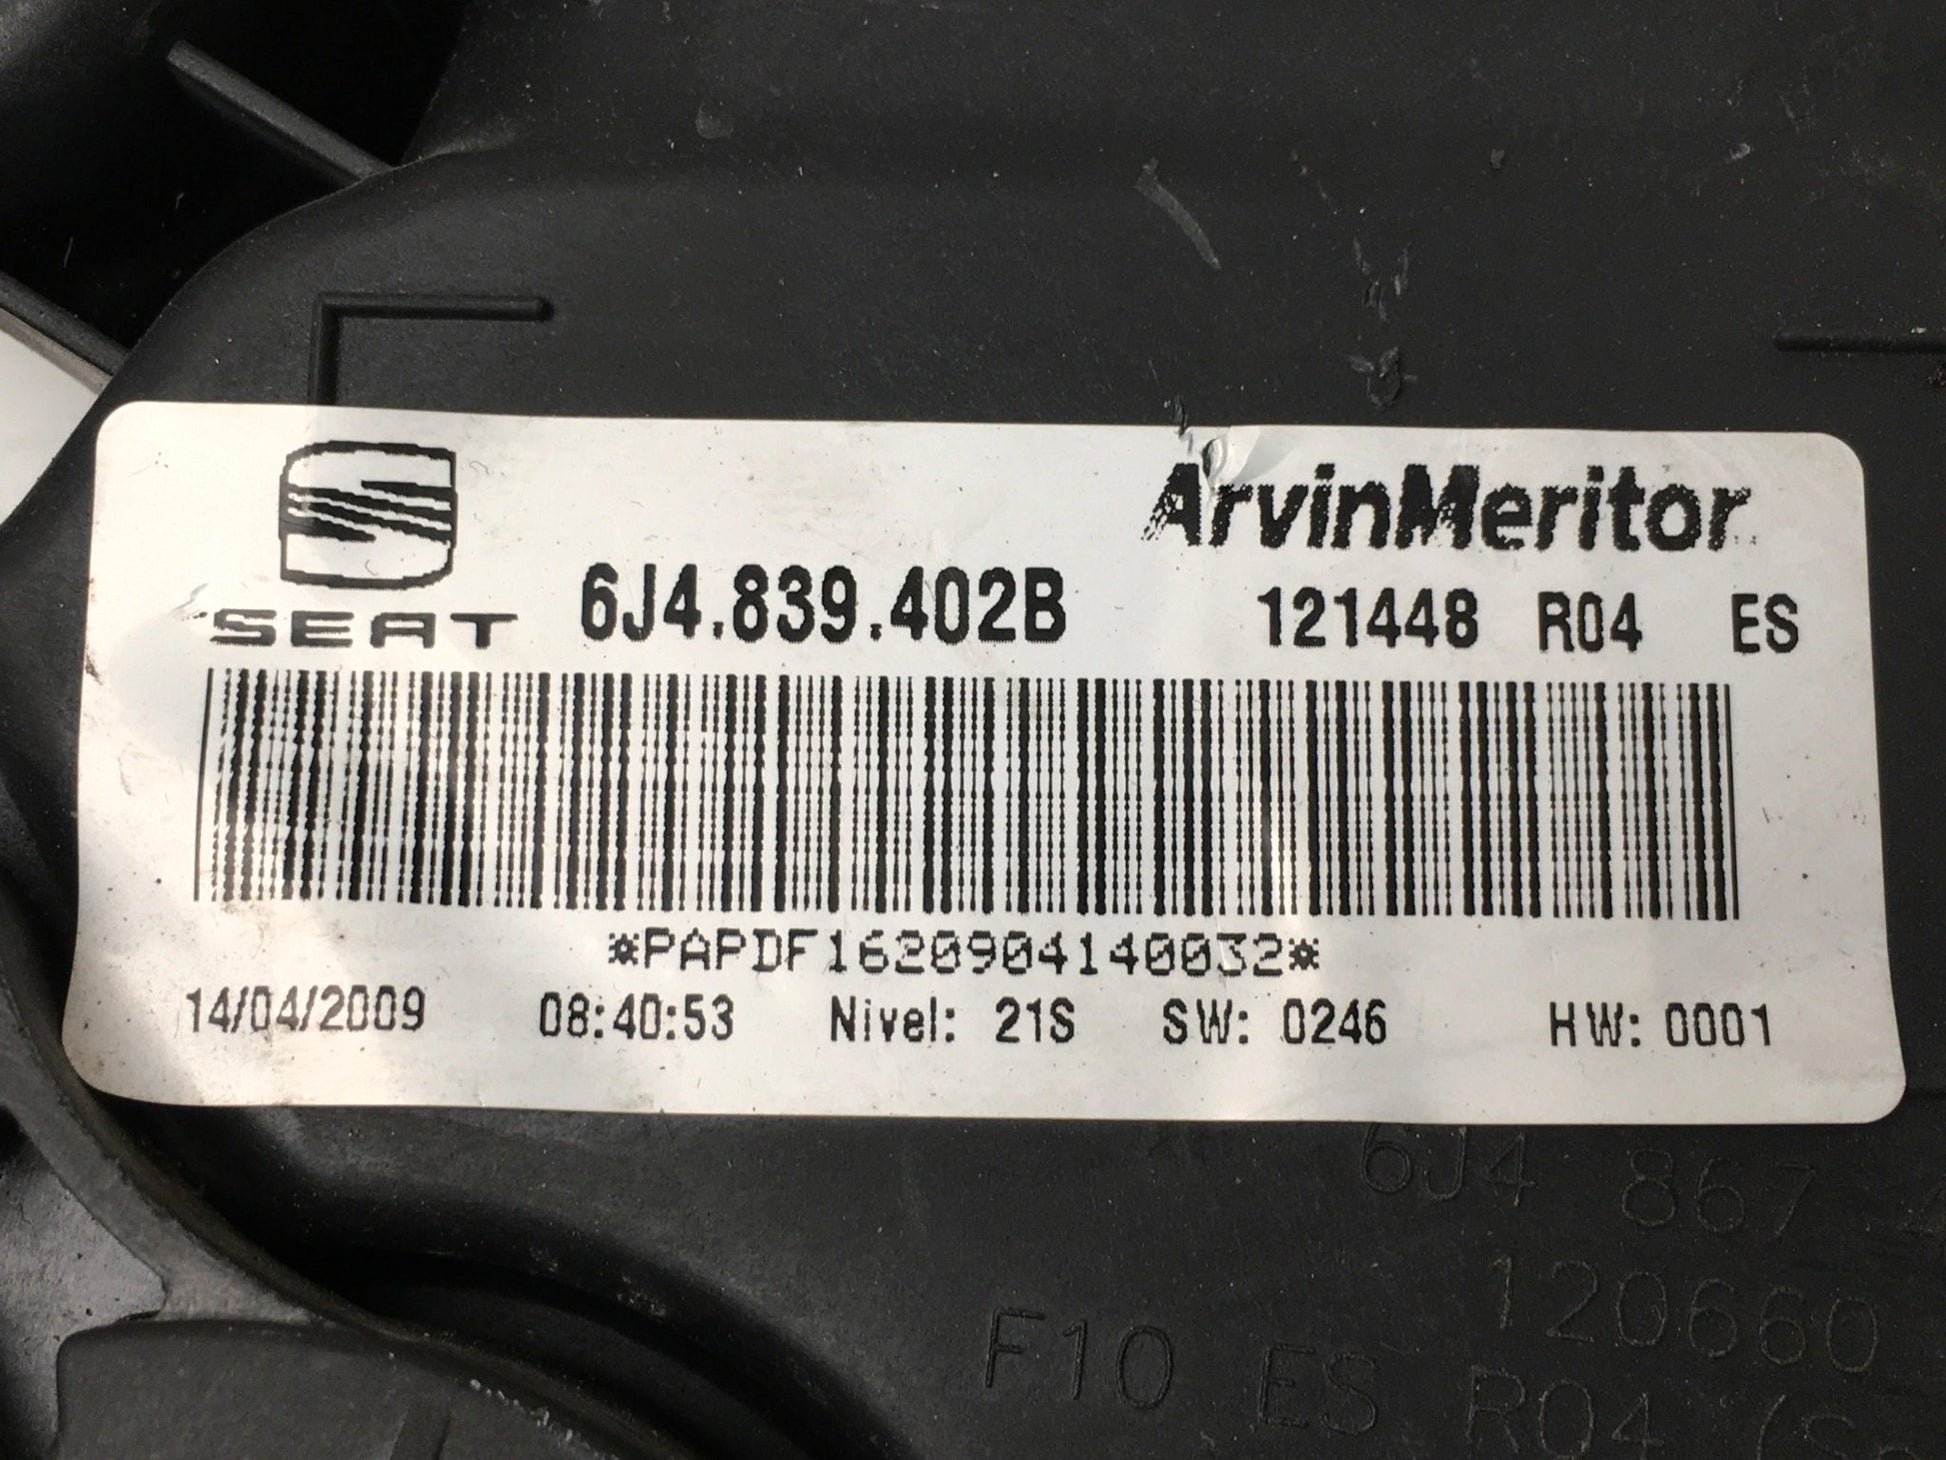 ArvinMeritor
SEAT 6J4.839.402B 121448 R04 ES
*PAPDF1620904140032*
14/04/2009 08:40:53 Nivel: 21S SW: 0246 HW: 0001
6J4 867
120660
F10 ES R04